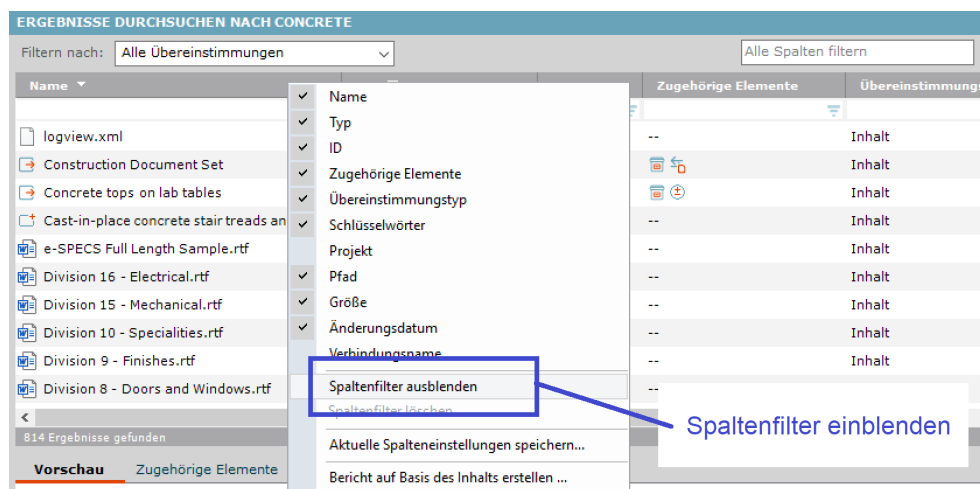 ERGEBNISSE DURCHSUCHEN NACH CONCRETE
Filtern nach: Alle Übereinstimmungen
Alle Spalten filtern
Name
Zugehörige Elemente
logview.xml
Construction Document Set
Concrete tops on lab tables
Cast-in-place concrete stair treads an
e-SPECS Full Length Sample.rtf
Division 16 - Electrical.rtf
Division 15 - Mechanical.rtf
Division 10 - Specialities.rtf
Division 9 - Finishes.rtf
Division 8 - Doors and Windows.rtf
814 Ergebnisse gefunden
Vorschau Zugehörige Elemente
Name
Typ
ID
Zugehörige Elemente
Übereinstimmungstyp
Schlüsselwörter
Projekt
Pfad
Größe
Änderungsdatum
Verbindungsname
Spaltenfilter ausblenden
Spaltenfilter löschen
Aktuelle Spalteneinstellungen speichern...
Bericht auf Basis des Inhalts erstellen ...
Übereinstimmungs
-- Inhalt
Inhalt
Inhalt
-- Inhalt
-- Inhalt
-- Inhalt
-- Inhalt
-- Inhalt
-- Inhalt
--
Spaltenfilter einblenden